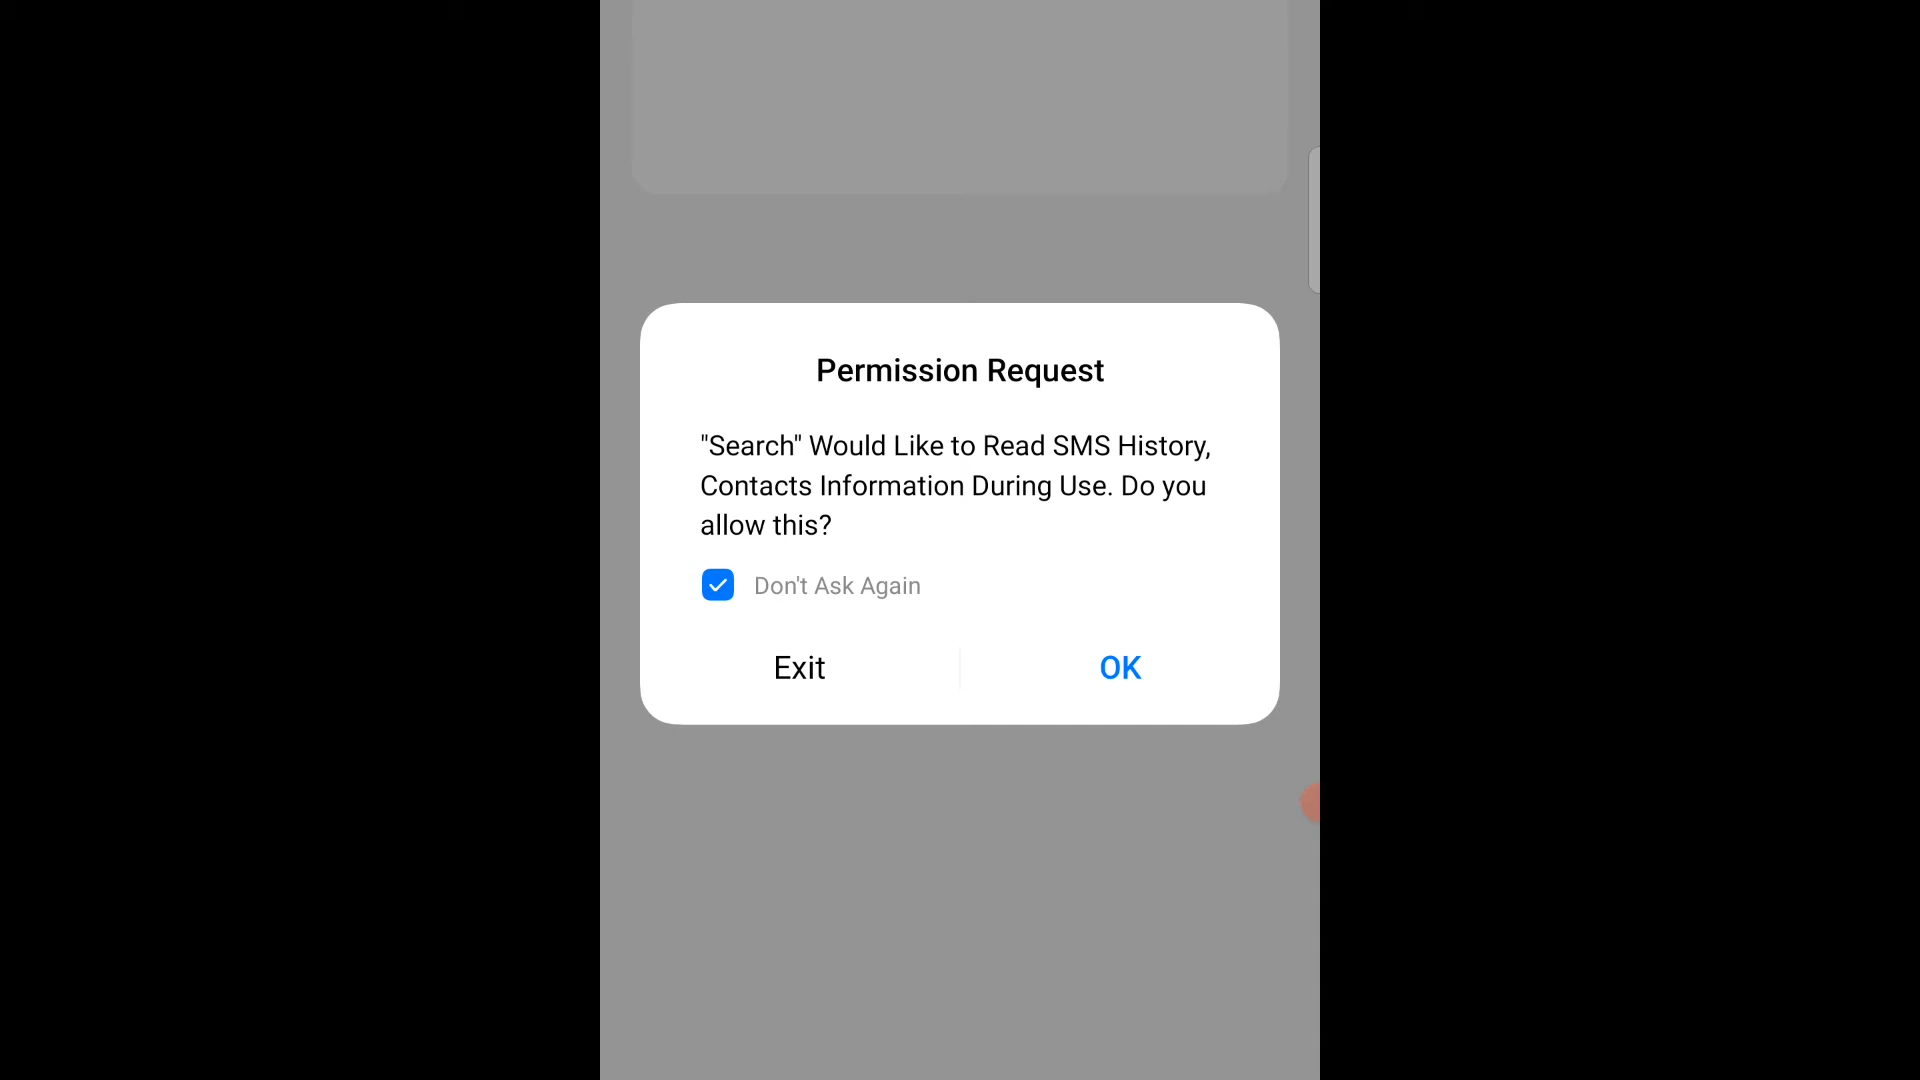 Permission Request
"Search" Would Like to Read SMS History,
Contacts Information During Use. Do you
allow this?
Don't Ask Again
Exit
OK